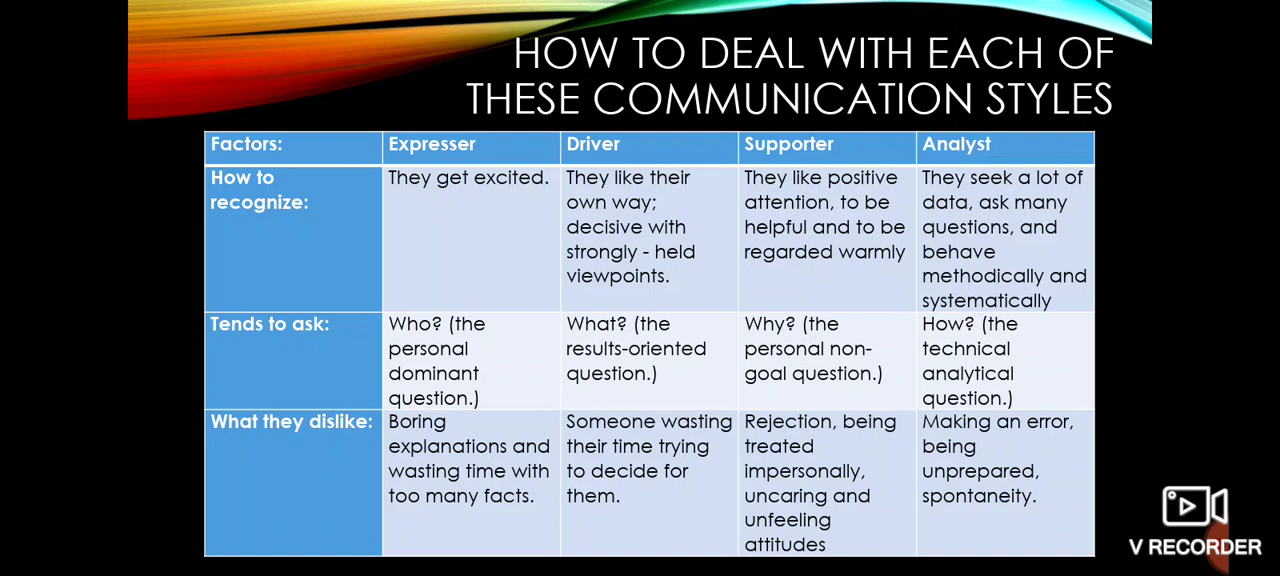 HOW TO DEAL WITH EACH OF
THESE COMMUNICATION STYLES
Factors:
Expresser
Driver
Supporter
Analyst
How to
recognize:
They get excited.
They like their
own way;
decisive with
strongly - held
viewpoints.
They like positive
attention, to be
helpful and to be
regarded warmly
They seek a lot of
data, ask many
questions, and
behave
methodically and
systematically
Tends to ask:
Who? (the
personal
dominant
question.)
What? (the
results-oriented
question.)
Why? (the
personal non-
goal question.)
How? (the
technical
analytical
question.)
What they dislike:
Boring
explanations and
wasting time with
too many facts.
Someone wasting
their time trying
to decide for
them.
Rejection, being
treated
impersonally,
uncaring and
unfeeling
attitudes
Making an error,
being
unprepared,
spontaneity.
V RECORDER